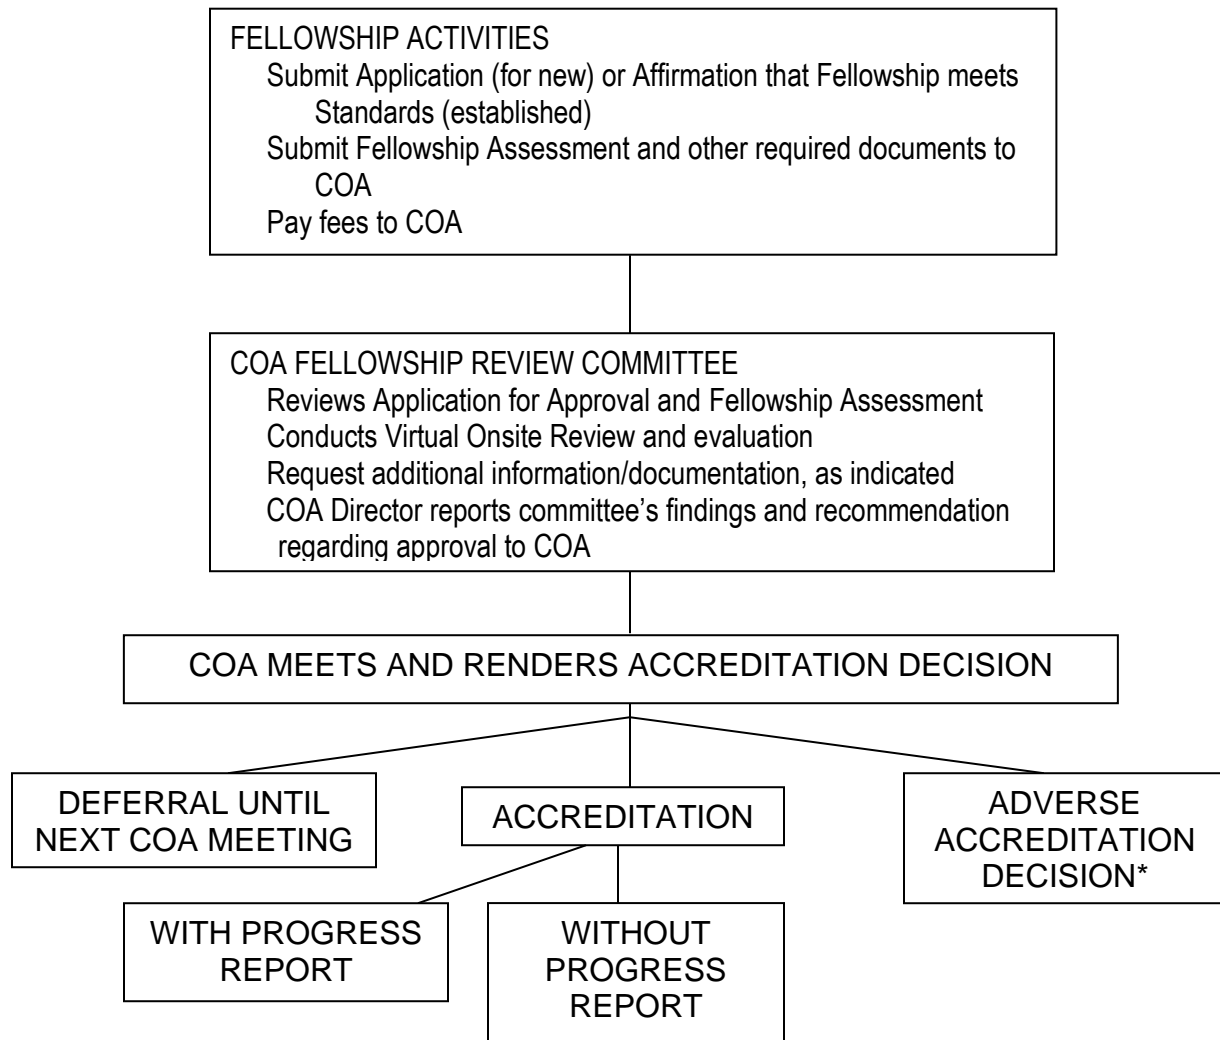 FELLOWSHIP ACTIVITIES
Submit Application (for new) or Affirmation that Fellowship meets
Standards (established)
Submit Fellowship Assessment and other required documents to
COA
Pay fees to COA
COA FELLOWSHIP REVIEW COMMITTEE
Reviews Application for Approval and Fellowship Assessment
Conducts Virtual Onsite Review and evaluation
Request additional information/documentation, as indicated
COA Director reports committee’s findings and recommendation
regarding approval to COA
COA MEETS AND RENDERS ACCREDITATION DECISION
DEFERRAL UNTIL
NEXT COA MEETING
ACCREDITATION
ADVERSE
ACCREDITATION
DECISION*
WITH PROGRESS
REPORT
WITHOUT
PROGRESS
REPORT